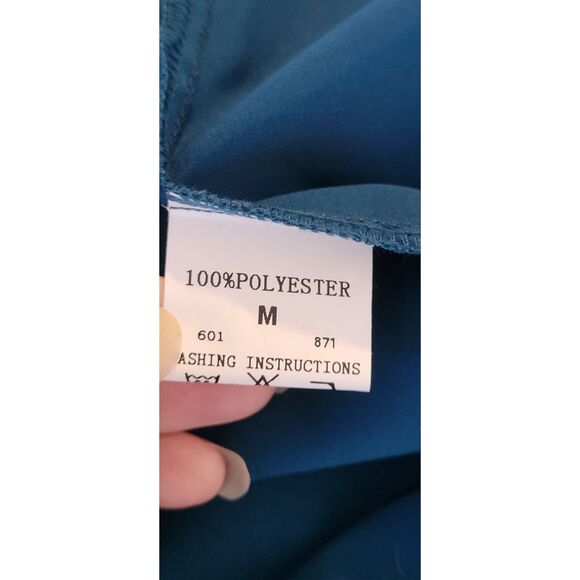 100%POLYESTER
M
601 871
ASHING INSTRUCTIONS